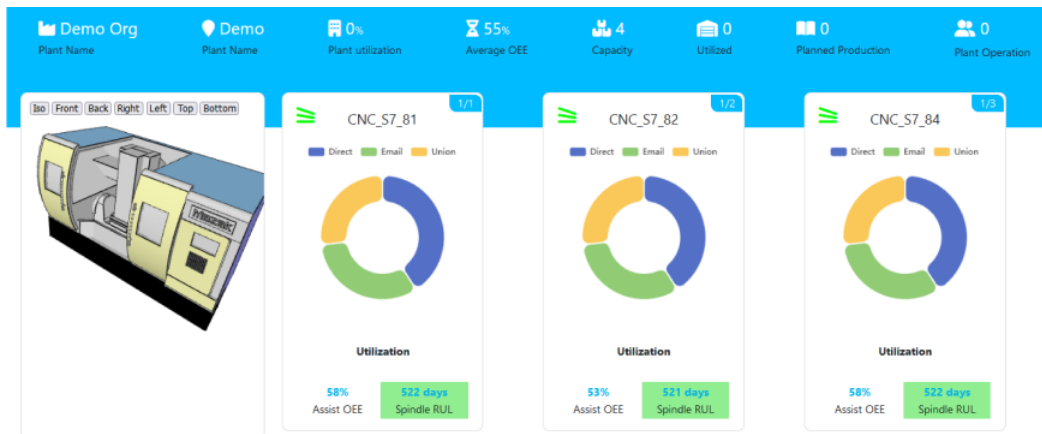 Demo Org
Plant Name
Demo
Plant Name
0%
Plant utilization
55%
Average OEE
4
Capacity
0
Utilized
0
Planned Production
0
Plant Operation
Iso Front Back Right Left Top Bottom
Mazak
1/1
CNC_S7_81
Direct Email Union
Utilization
58%
Assist OEE
522 days
Spindle RUL
1/2
CNC_S7_82
Direct Email Union
Utilization
53%
Assist OEE
521 days
Spindle RUL
1/3
CNC_S7_84
Direct Email Union
Utilization
58%
Assist OEE
522 days
Spindle RUL